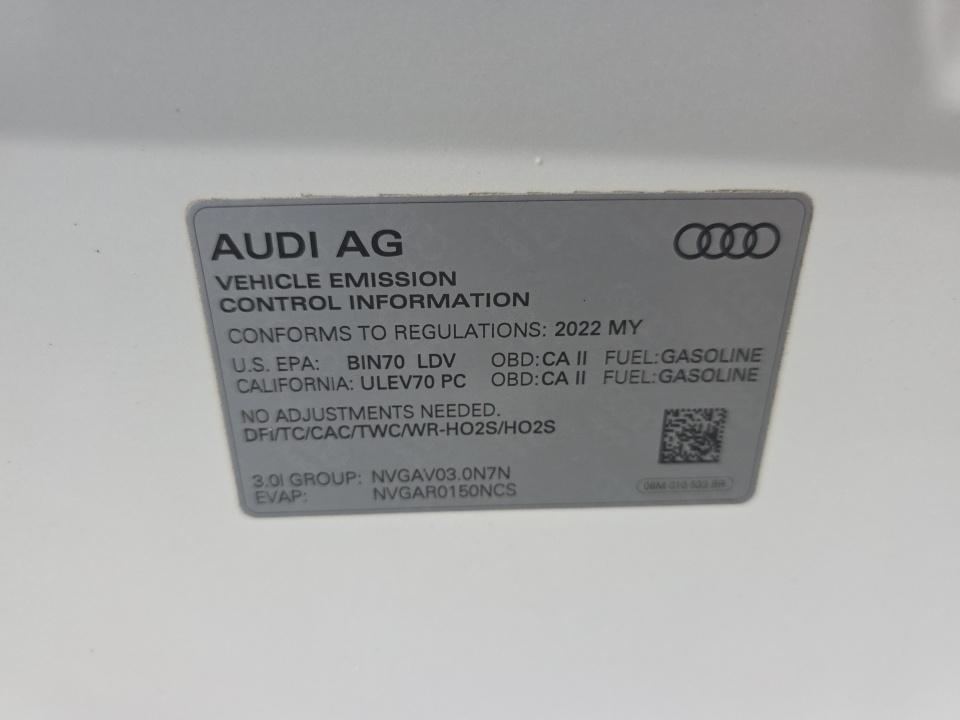 AUDI AG
VEHICLE EMISSION
CONTROL INFORMATION
CONFORMS TO REGULATIONS: 2022 MY
U.S. EPA: BIN70 LDV OBD:CA II FUEL:GASOLINE
CALIFORNIA: ULEV70 PC OBD:CA II FUEL:GASOLINE
NO ADJUSTMENTS NEEDED.
DFi/TC/CAC/TWC/WR-HO2S/HO2S
3.0l GROUP: NVGAV03.0N7N
EVAP: NVGAR0150NCS